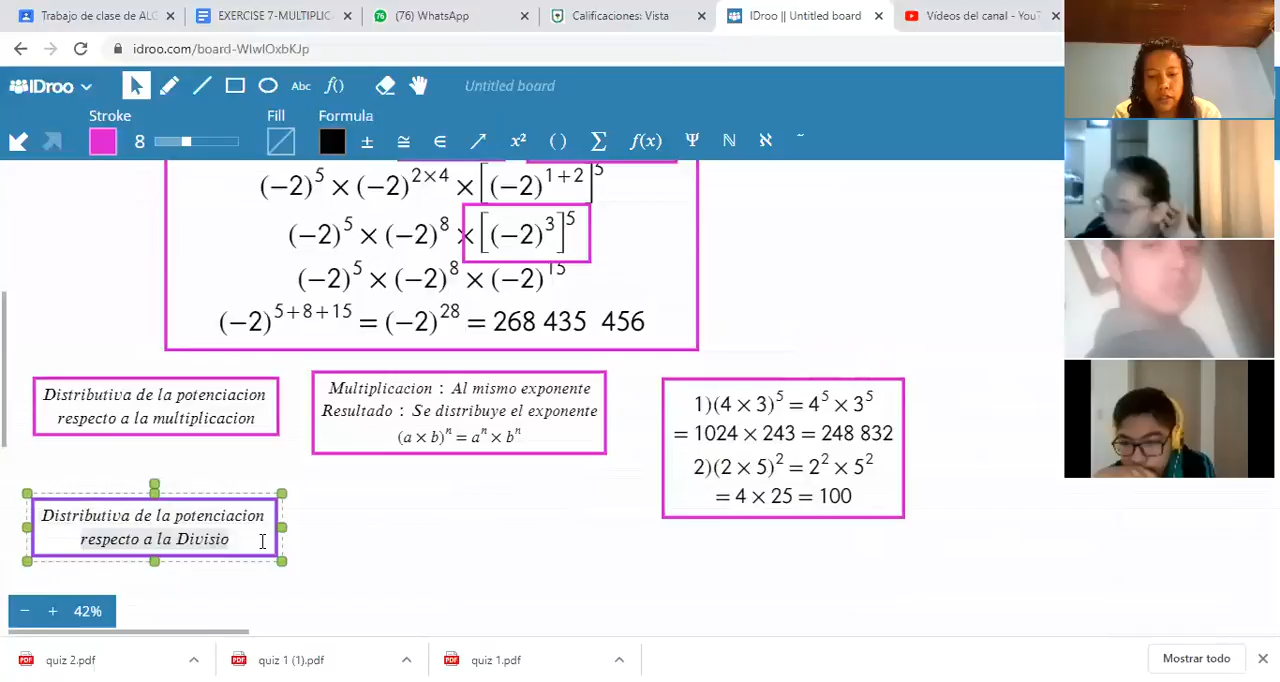 Trabajo de clase de ALG
EXERCISE 7-MULTIPLIC
(76) WhatsApp
Calificaciones: Vista
IDroo || Untitled board
Vídeos del canal - YouT
idroo.com/board-WIwIOxbKJp
IDroo
Abc
f()
Untitled board
Stroke
Fill
Formula
8
± ≅ ∈ x² ( ) ∑ f(x) Ψ ℕ ℵ ~
(−2)^5 × (−2)^{2×4} × [(−2)^{1+2}]^5
(−2)^5 × (−2)^8 × [(−2)^3]^5
(−2)^5 × (−2)^8 × (−2)^{15}
(−2)^{5+8+15} = (−2)^{28} = 268 435 456
Distributiva de la potenciacion
respecto a la multiplicacion
Multiplicacion : Al mismo exponente
Resultado : Se distribuye el exponente
(a × b)^n = a^n × b^n
1)(4 × 3)^5 = 4^5 × 3^5
= 1024 × 243 = 248 832
2)(2 × 5)^2 = 2^2 × 5^2
= 4 × 25 = 100
Distributiva de la potenciacion
respecto a la Divisio
− + 42%
quiz 2.pdf
quiz 1 (1).pdf
quiz 1.pdf
Mostrar todo